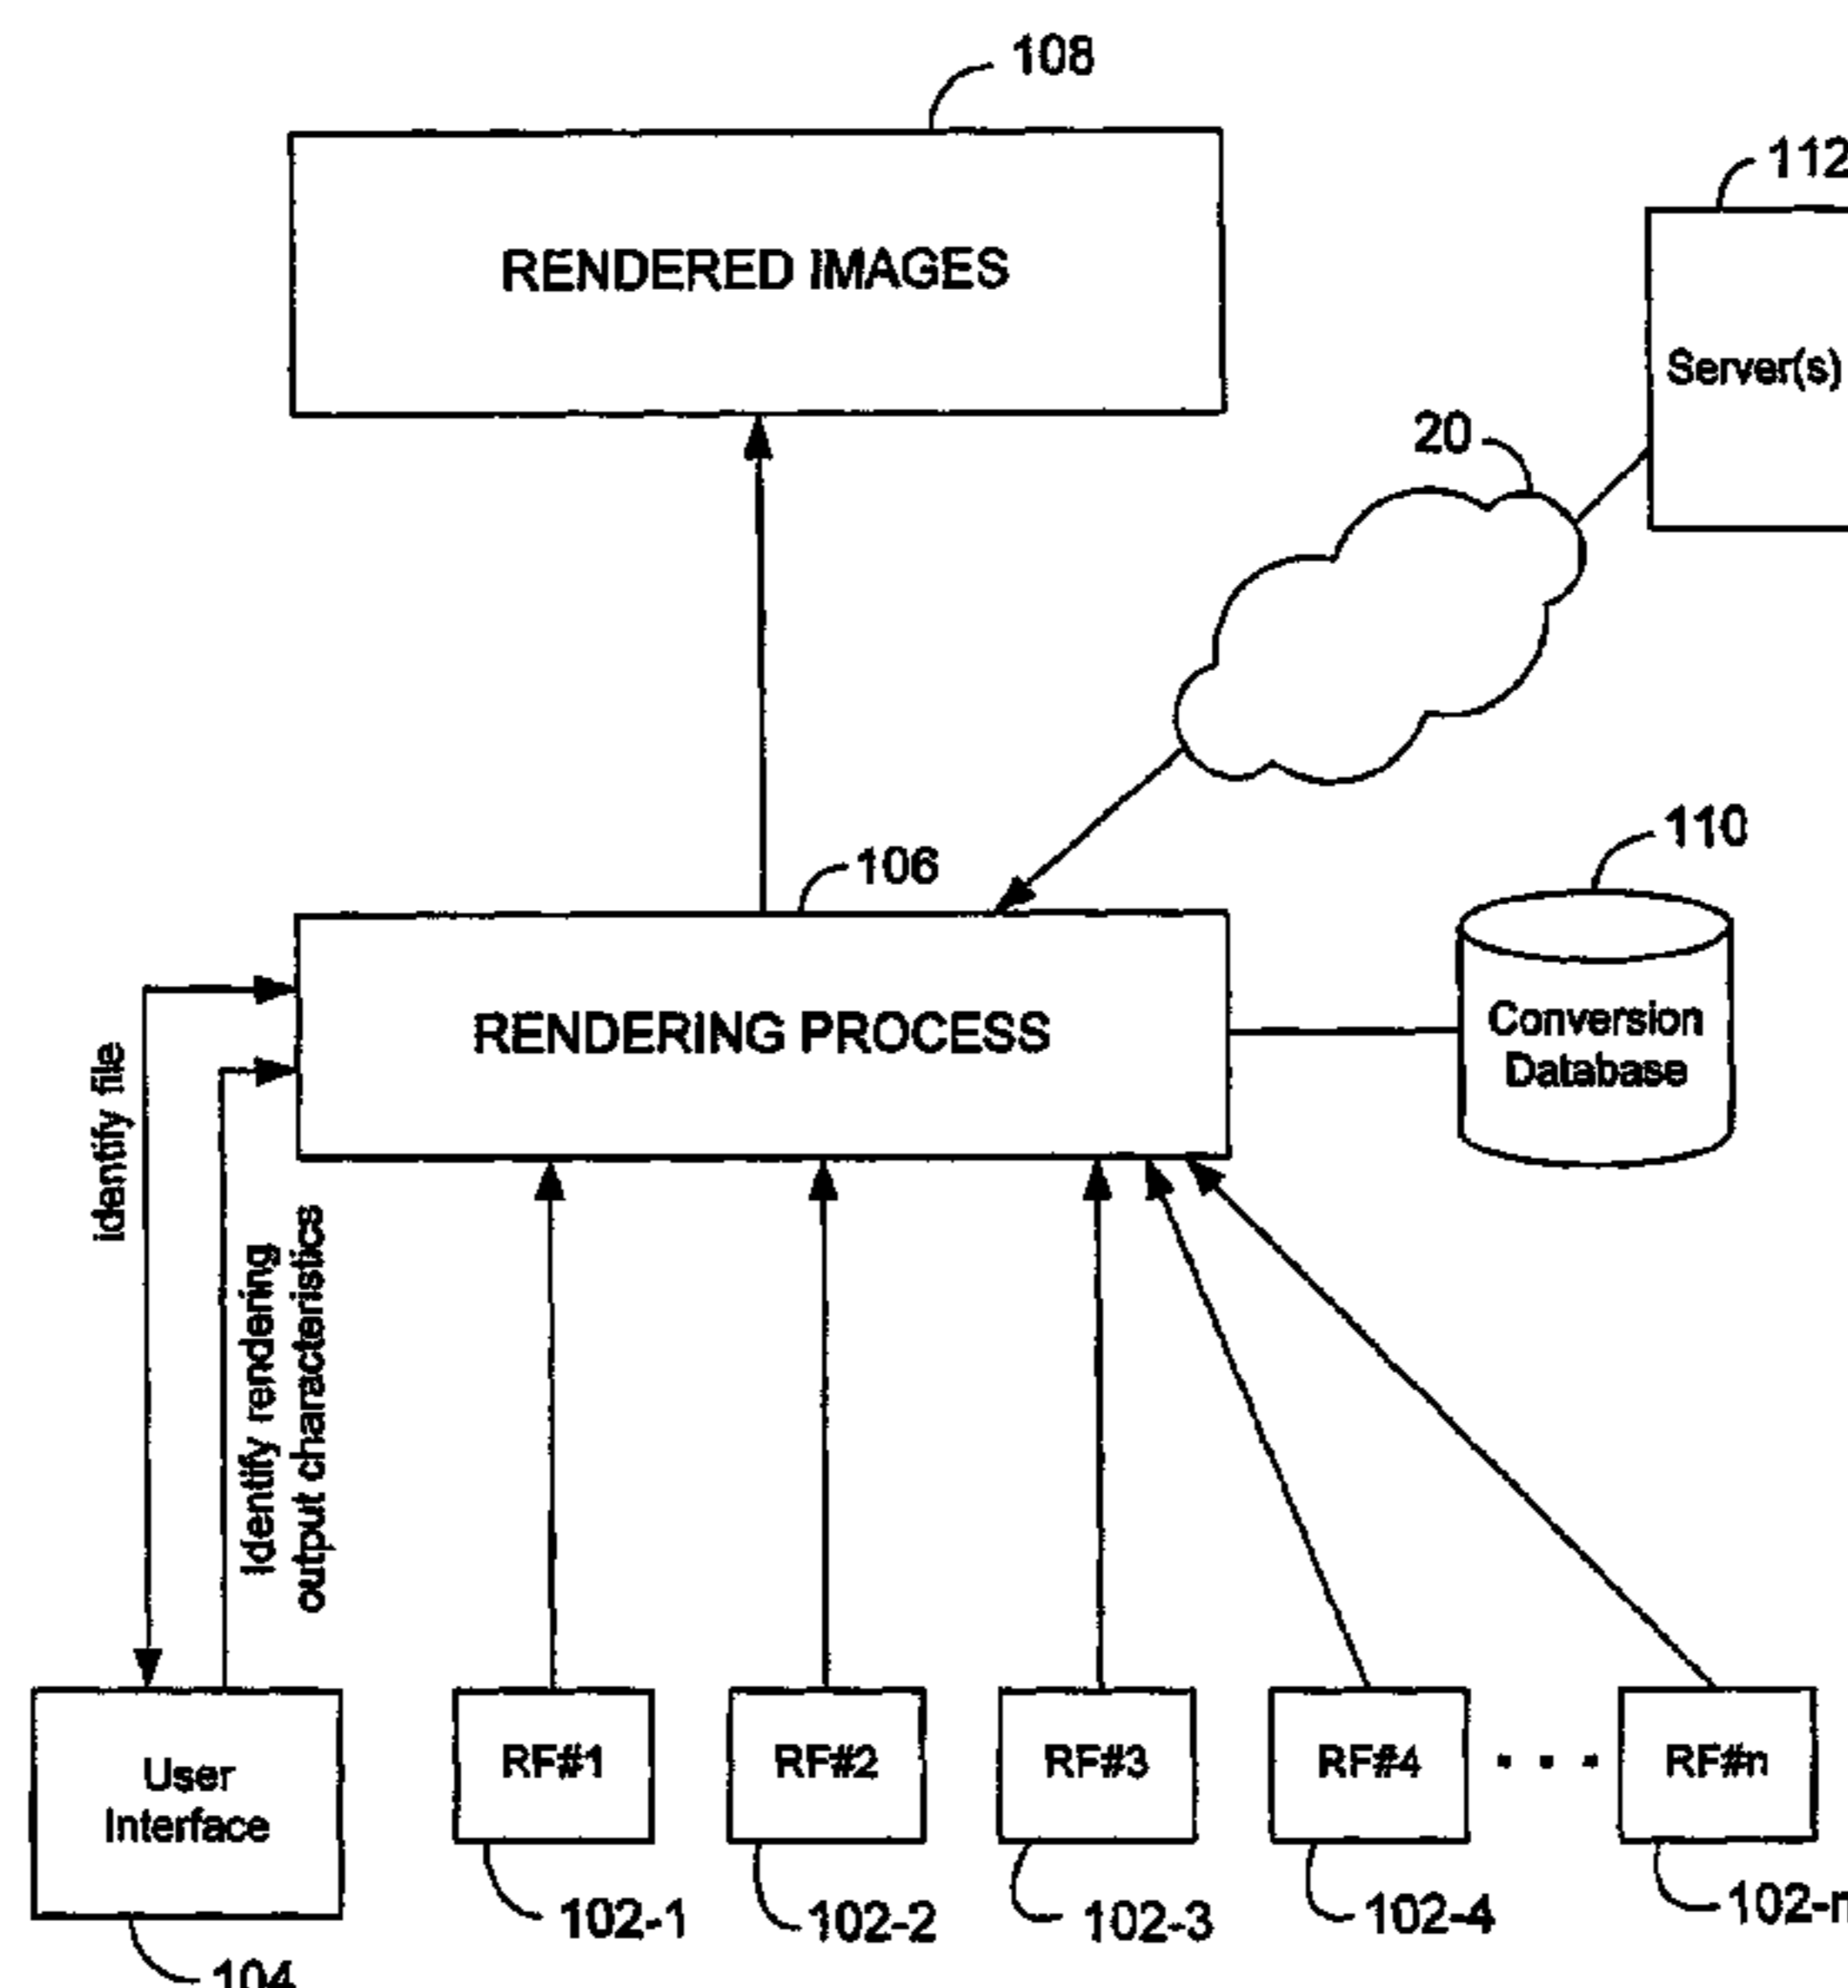 108
112
RENDERED IMAGES
Server(s)
20
110
106
RENDERING PROCESS
Conversion
Database
identify file
Identify rendering
output characteristics
User
Interface
RF#1
RF#2
RF#3
RF#4
. . .
RF#n
102-1
102-2
102-3
102-4
102-n
104